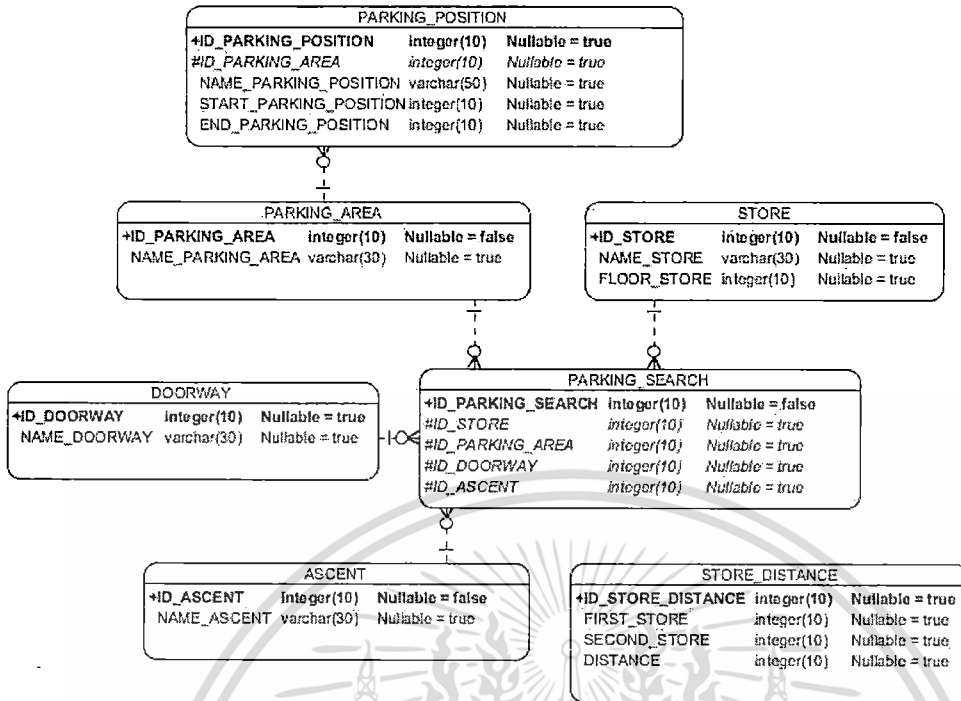 PARKING_POSITION
+ID_PARKING_POSITION integer(10) Nullable = true
#ID_PARKING_AREA integer(10) Nullable = true
NAME_PARKING_POSITION varchar(50) Nullable = true
START_PARKING_POSITION integer(10) Nullable = true
END_PARKING_POSITION integer(10) Nullable = true
PARKING_AREA
+ID_PARKING_AREA integer(10) Nullable = false
NAME_PARKING_AREA varchar(30) Nullable = true
STORE
+ID_STORE integer(10) Nullable = false
NAME_STORE varchar(30) Nullable = true
FLOOR_STORE integer(10) Nullable = true
DOORWAY
+ID_DOORWAY integer(10) Nullable = true
NAME_DOORWAY varchar(30) Nullable = true
PARKING_SEARCH
+ID_PARKING_SEARCH integer(10) Nullable = false
#ID_STORE integer(10) Nullable = true
#ID_PARKING_AREA integer(10) Nullable = true
#ID_DOORWAY integer(10) Nullable = true
#ID_ASCENT integer(10) Nullable = true
ASCENT
+ID_ASCENT integer(10) Nullable = false
NAME_ASCENT varchar(30) Nullable = true
STORE_DISTANCE
+ID_STORE_DISTANCE integer(10) Nullable = true
FIRST_STORE integer(10) Nullable = true
SECOND_STORE integer(10) Nullable = true
DISTANCE integer(10) Nullable = true